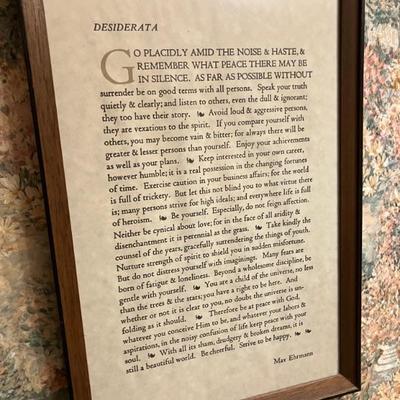 DESIDERATA
GO PLACIDLY AMID THE NOISE & HASTE, &
REMEMBER WHAT PEACE THERE MAY BE
IN SILENCE. AS FAR AS POSSIBLE WITHOUT
surrender be on good terms with all persons. Speak your truth
quietly & clearly; and listen to others, even the dull & ignorant;
they too have their story. ❧ Avoid loud & aggressive persons,
they are vexatious to the spirit. If you compare yourself with
others, you may become vain & bitter; for always there will be
greater & lesser persons than yourself. Enjoy your achievements
as well as your plans. ❧ Keep interested in your own career,
however humble; it is a real possession in the changing fortunes
of time. Exercise caution in your business affairs; for the world
is full of trickery. But let this not blind you to what virtue there
is; many persons strive for high ideals; and everywhere life is full
of heroism. ❧ Be yourself. Especially, do not feign affection.
Neither be cynical about love; for in the face of all aridity &
disenchantment it is perennial as the grass. ❧ Take kindly the
counsel of the years, gracefully surrendering the things of youth.
Nurture strength of spirit to shield you in sudden misfortune.
But do not distress yourself with imaginings. Many fears are
born of fatigue & loneliness. Beyond a wholesome discipline, be
gentle with yourself. ❧ You are a child of the universe, no less
than the trees & the stars; you have a right to be here. And
whether or not it is clear to you, no doubt the universe is un-
folding as it should. ❧ Therefore be at peace with God,
whatever you conceive Him to be, and whatever your labors &
aspirations, in the noisy confusion of life keep peace with your
soul. ❧ With all its sham, drudgery & broken dreams, it is
still a beautiful world. Be cheerful. Strive to be happy. ❧ ❧
Max Ehrmann